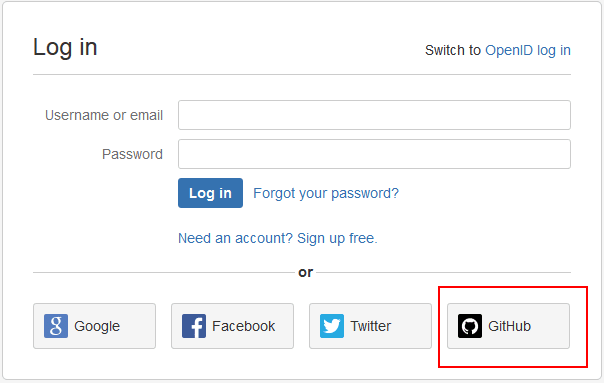 Log in
Switch to OpenID log in
Username or email
Password
Log in Forgot your password?
Need an account? Sign up free.
or
g Google
f Facebook
Twitter
GitHub